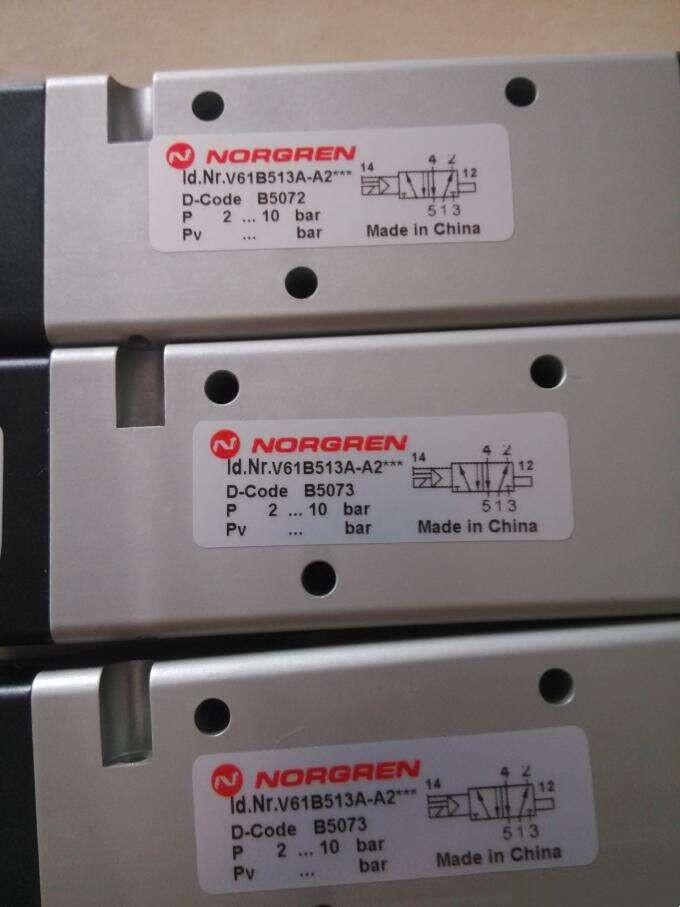 NORGREN
Id.Nr.V61B513A-A2***
D-Code B5072
P 2 ... 10 bar
Pv ... bar
14 4 2 12
5 1 3
Made in China
NORGREN
Id.Nr.V61B513A-A2***
D-Code B5073
P 2 ... 10 bar
Pv ... bar
14 4 2 12
5 1 3
Made in China
NORGREN
Id.Nr.V61B513A-A2***
D-Code B5073
P 2 ... 10 bar
Pv ... bar
14 4 2 12
5 1 3
Made in China